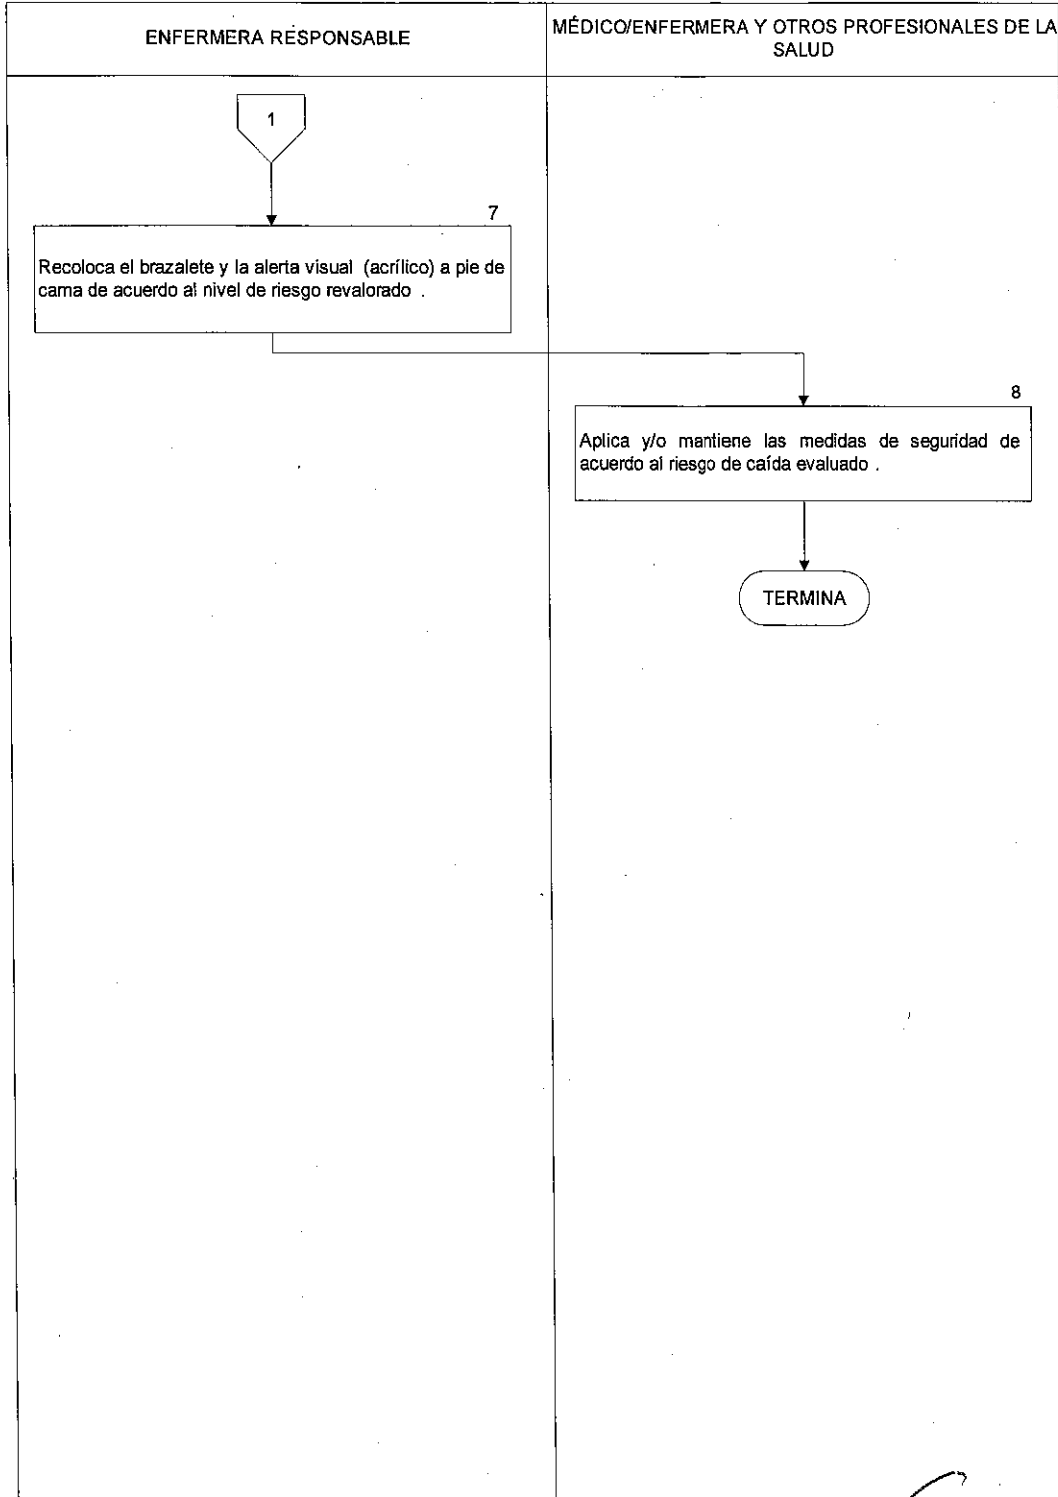 ENFERMERA RESPONSABLE
MÉDICO/ENFERMERA Y OTROS PROFESIONALES DE LA
SALUD
1
7
Recoloca el brazalete y la alerta visual (acrílico) a pie de
cama de acuerdo al nivel de riesgo revalorado .
8
Aplica y/o mantiene las medidas de seguridad de
acuerdo al riesgo de caída evaluado .
TERMINA